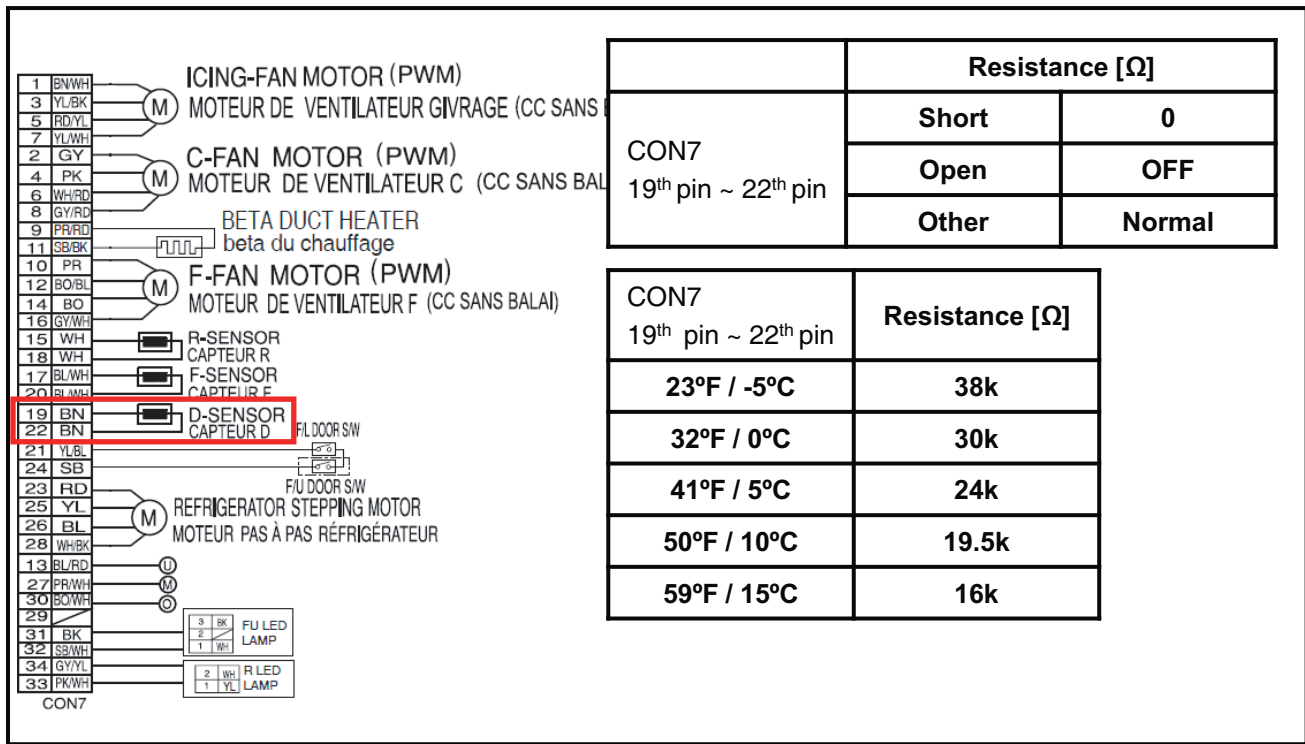 1 BN/WH
3 YL/BK
5 RD/YL
7 YL/WH
M
ICING-FAN MOTOR (PWM)
MOTEUR DE VENTILATEUR GIVRAGE (CC SANS
2 GY
4 PK
6 WH/RD
8 GY/RD
M
C-FAN MOTOR (PWM)
MOTEUR DE VENTILATEUR C (CC SANS BAL
9 PR/RD
11 SB/BK
BETA DUCT HEATER
beta du chauffage
10 PR
12 BO/BL
14 BO
16 GY/WH
M
F-FAN MOTOR (PWM)
MOTEUR DE VENTILATEUR F (CC SANS BALAI)
15 WH
18 WH
R-SENSOR
CAPTEUR R
17 BL/WH
20 BL/WH
F-SENSOR
CAPTEUR F
19 BN
22 BN
D-SENSOR
CAPTEUR D
21 YL/BL
24 SB
F/L DOOR S/W
F/U DOOR S/W
23 RD
25 YL
26 BL
28 WH/BK
M
REFRIGERATOR STEPPING MOTOR
MOTEUR PAS À PAS RÉFRIGÉRATEUR
13 BL/RD U
27 PR/WH M
30 BO/WH O
29
31 BK
32 SB/WH
3 BK
2
1 WH
FU LED
LAMP
34 GY/YL
33 PK/WH
2 WH
1 YL
R LED
LAMP
CON7
Resistance [Ω]
CON7
19th pin ~ 22th pin
Short 0
Open OFF
Other Normal
CON7
19th pin ~ 22th pin
Resistance [Ω]
23ºF / -5ºC 38k
32ºF / 0ºC 30k
41ºF / 5ºC 24k
50ºF / 10ºC 19.5k
59ºF / 15ºC 16k